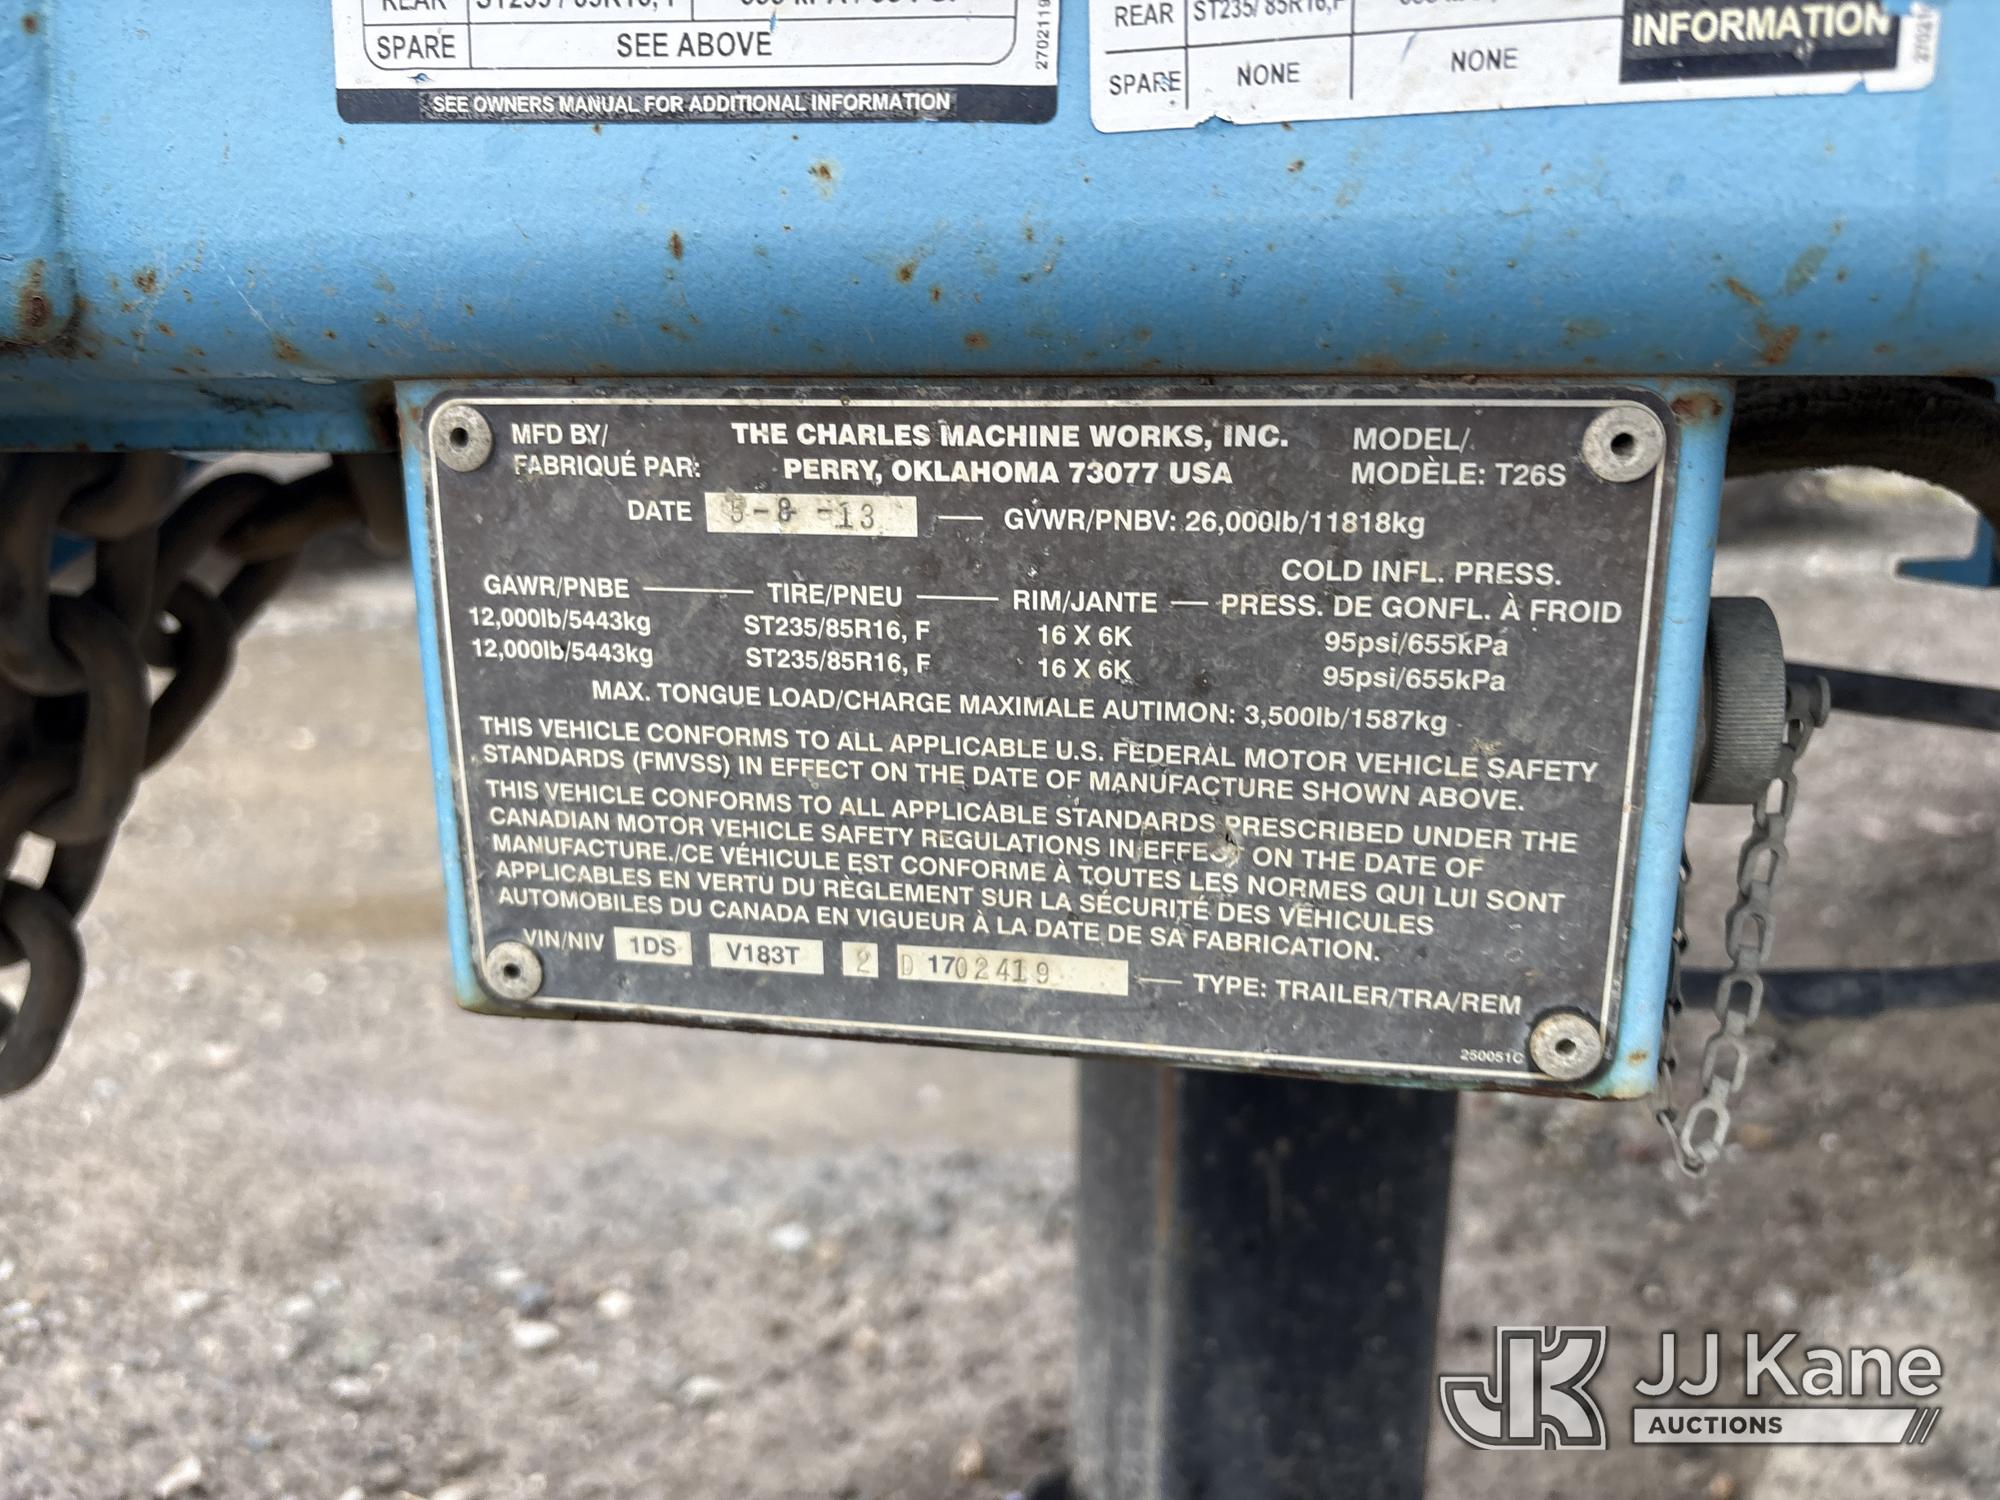 REAR
SPARE SEE ABOVE
SEE OWNERS MANUAL FOR ADDITIONAL INFORMATION
2702119
REAR ST235/85R16,F
SPARE NONE NONE
INFORMATION
MFD BY/ THE CHARLES MACHINE WORKS, INC. MODEL/
FABRIQUÉ PAR: PERRY, OKLAHOMA 73077 USA MODÈLE: T26S
DATE 5-8-13 GVWR/PNBV: 26,000lb/11818kg
COLD INFL. PRESS.
GAWR/PNBE TIRE/PNEU RIM/JANTE PRESS. DE GONFL. À FROID
12,000lb/5443kg ST235/85R16, F 16 X 6K 95psi/655kPa
12,000lb/5443kg ST235/85R16, F 16 X 6K 95psi/655kPa
MAX. TONGUE LOAD/CHARGE MAXIMALE AUTIMON: 3,500lb/1587kg
THIS VEHICLE CONFORMS TO ALL APPLICABLE U.S. FEDERAL MOTOR VEHICLE SAFETY
STANDARDS (FMVSS) IN EFFECT ON THE DATE OF MANUFACTURE SHOWN ABOVE.
THIS VEHICLE CONFORMS TO ALL APPLICABLE STANDARDS PRESCRIBED UNDER THE
CANADIAN MOTOR VEHICLE SAFETY REGULATIONS IN EFFECT ON THE DATE OF
MANUFACTURE./CE VÉHICULE EST CONFORME À TOUTES LES NORMES QUI LUI SONT
APPLICABLES EN VERTU DU RÈGLEMENT SUR LA SÉCURITÉ DES VÉHICULES
AUTOMOBILES DU CANADA EN VIGUEUR À LA DATE DE SA FABRICATION.
VIN/NIV 1DS V183T 2 D 1702419 TYPE: TRAILER/TRA/REM
250051C
JK JJ Kane
AUCTIONS